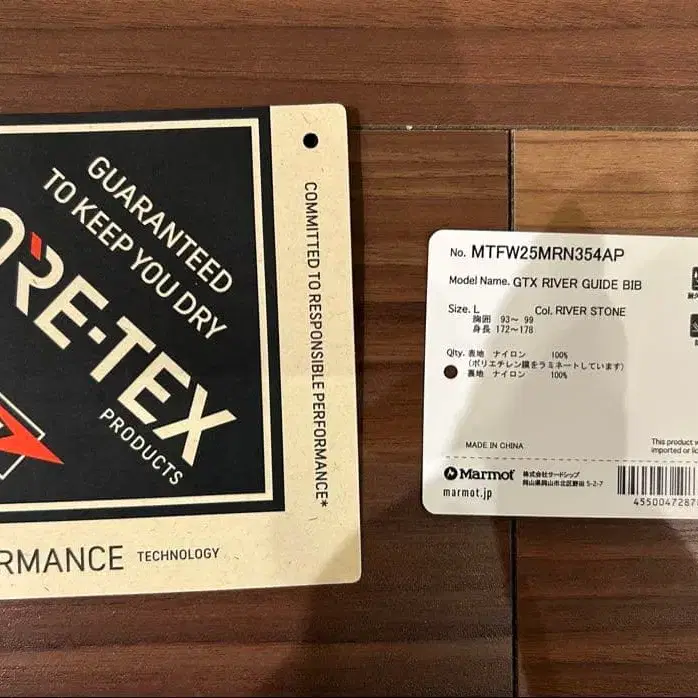 GUARANTEED
TO KEEP YOU DRY
ORE-TEX
PRODUCTS
COMMITTED TO RESPONSIBLE PERFORMANCE*
RMANCE TECHNOLOGY
No. MTFW25MRN354AP
Model Name. GTX RIVER GUIDE BIB
Size. L Col. RIVER STONE
胸囲 93～ 99
身長 172～178
Qlty. 表地 ナイロン 100%
(ポリエチレン膜をラミネートしています)
裏地 ナイロン 100%
MADE IN CHINA
This product w
imported or lic
Marmot 株式会社サードシップ
岡山県岡山市北区野田 5-2-7
marmot.jp
4550047287